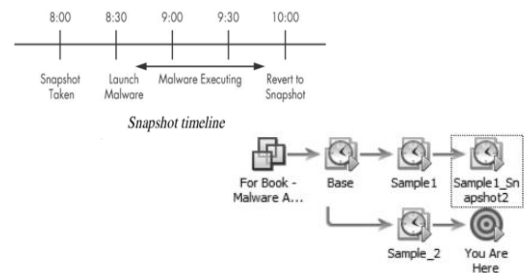 8:00 8:30 9:00 9:30 10:00
Snapshot Launch Malware Executing Revert to
Taken Malware Snapshot
Snapshot timeline
For Book - Base Sample1 Sample1_Sn
Malware A... apshot2
Sample_2 You Are
Here